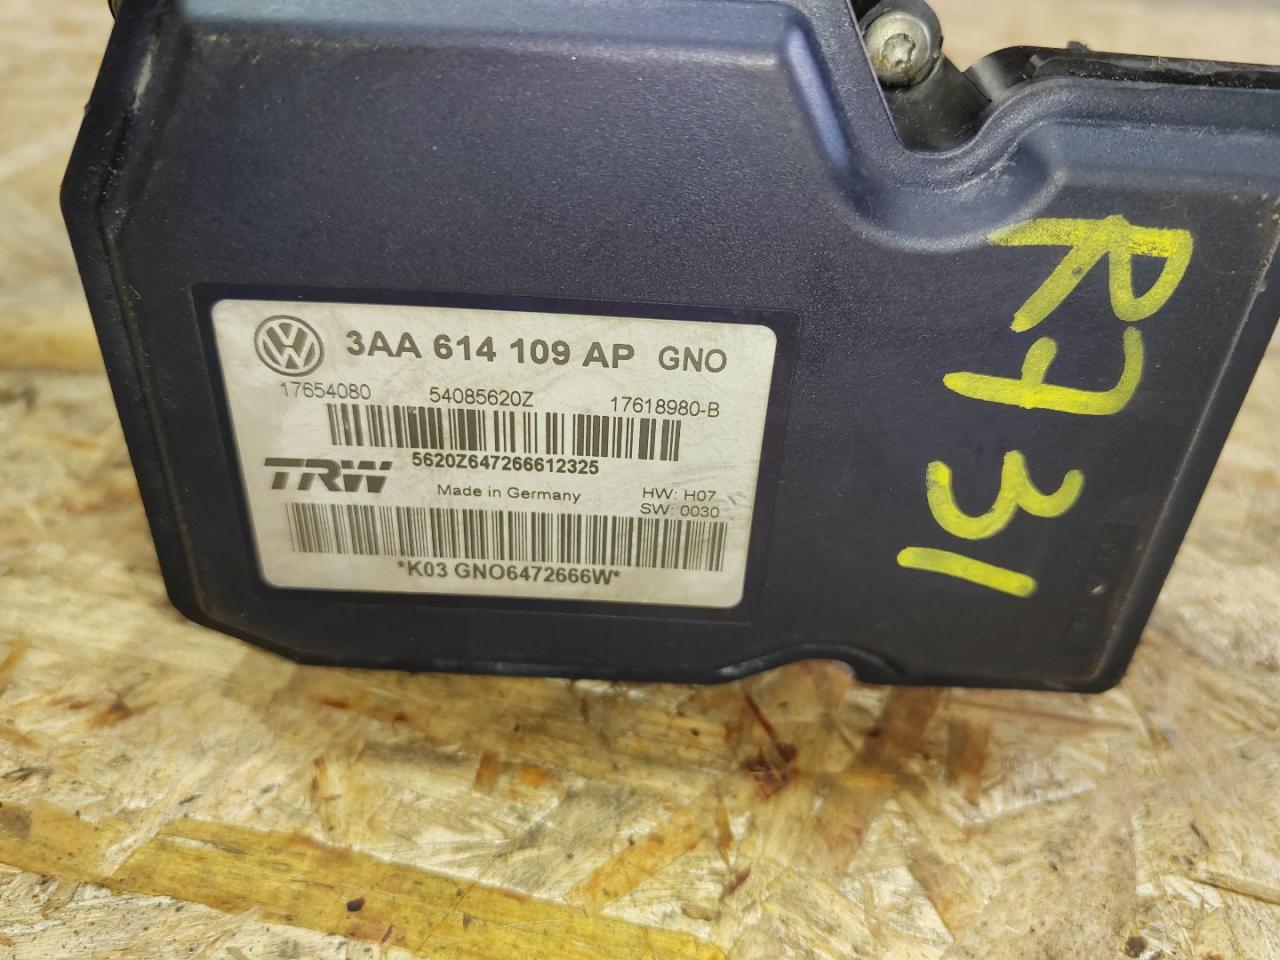 3AA 614 109 AP GNO
17654080 54085620Z 17618980-B
5620Z647266612325
TRW Made in Germany HW: H07
SW: 0030
*K03 GNO6472666W*
R731